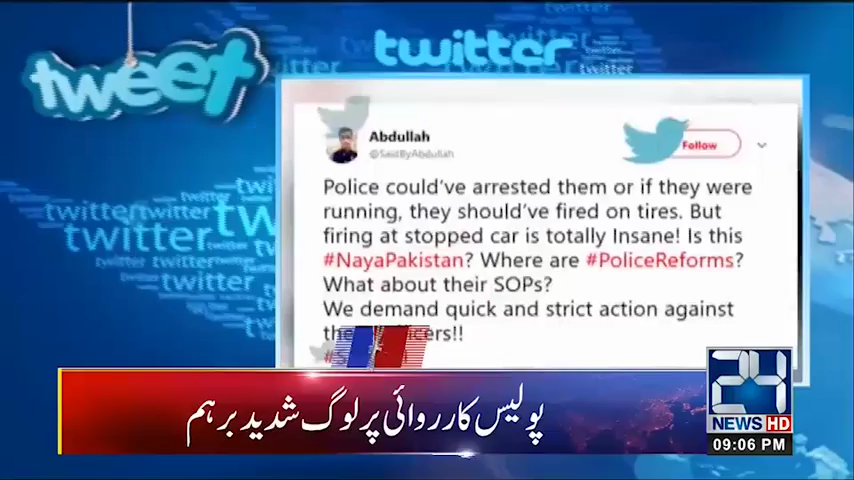 tweet
twitter
Abdullah
@SaidByAbdullah
Follow
Police could've arrested them or if they were
running, they should've fired on tires. But
firing at stopped car is totally Insane! Is this
#NayaPakistan? Where are #PoliceReforms?
What about their SOPs?
We demand quick and strict action against
!!
پولیس کارروائی پر لوگ شدید برہم
24
NEWS HD
09:06 PM